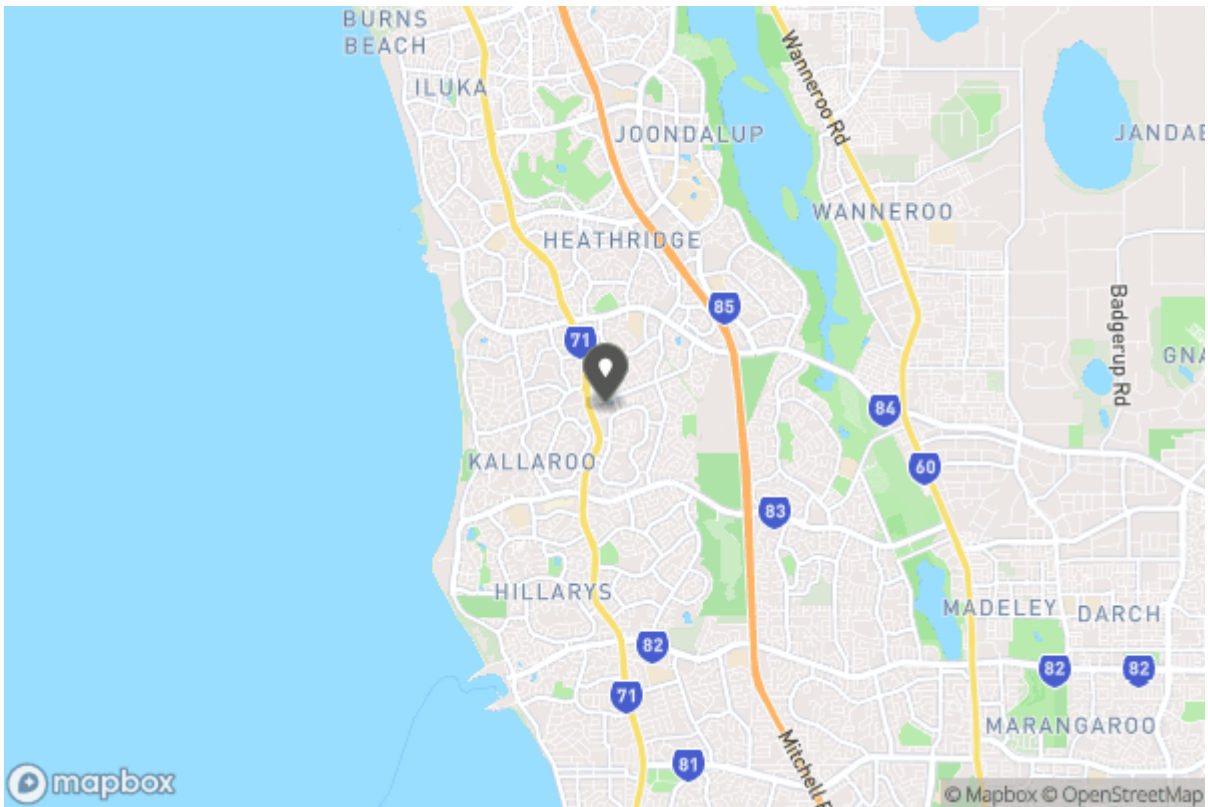 BURNS
BEACH
ILUKA
Wanneroo Rd
JOONDALUP
JANDAB
WANNEROO
HEATHRIDGE
85
Badgerup Rd
71
GNA
84
KALLAROO
60
83
HILLARYS
MADELEY
DARCH
82
82
82
71
MARANGAROO
Mitchell F
81
mapbox
© Mapbox © OpenStreetMap